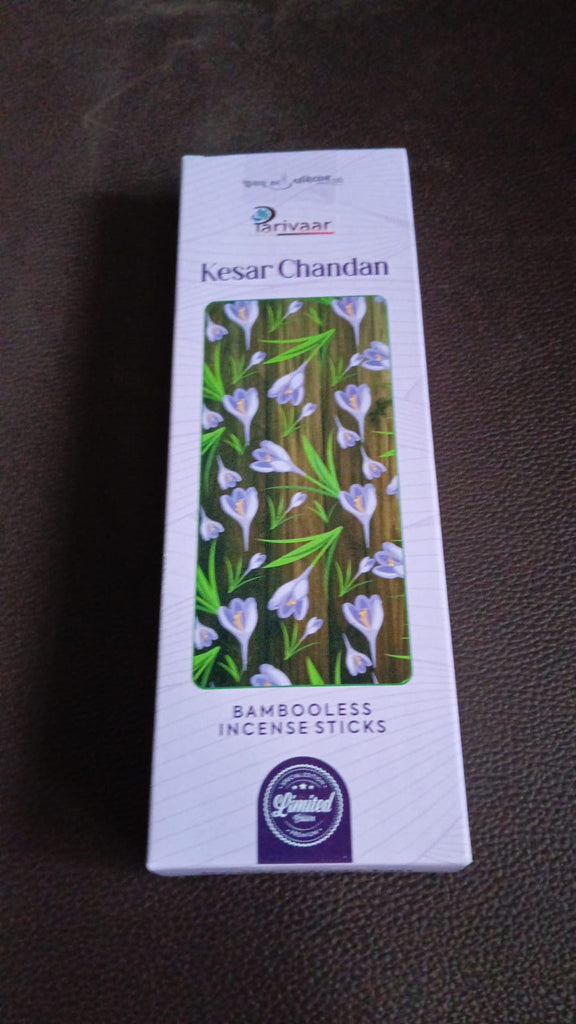 Parivaar
Kesar Chandan
BAMBOOLESS
INCENSE STICKS
Limited